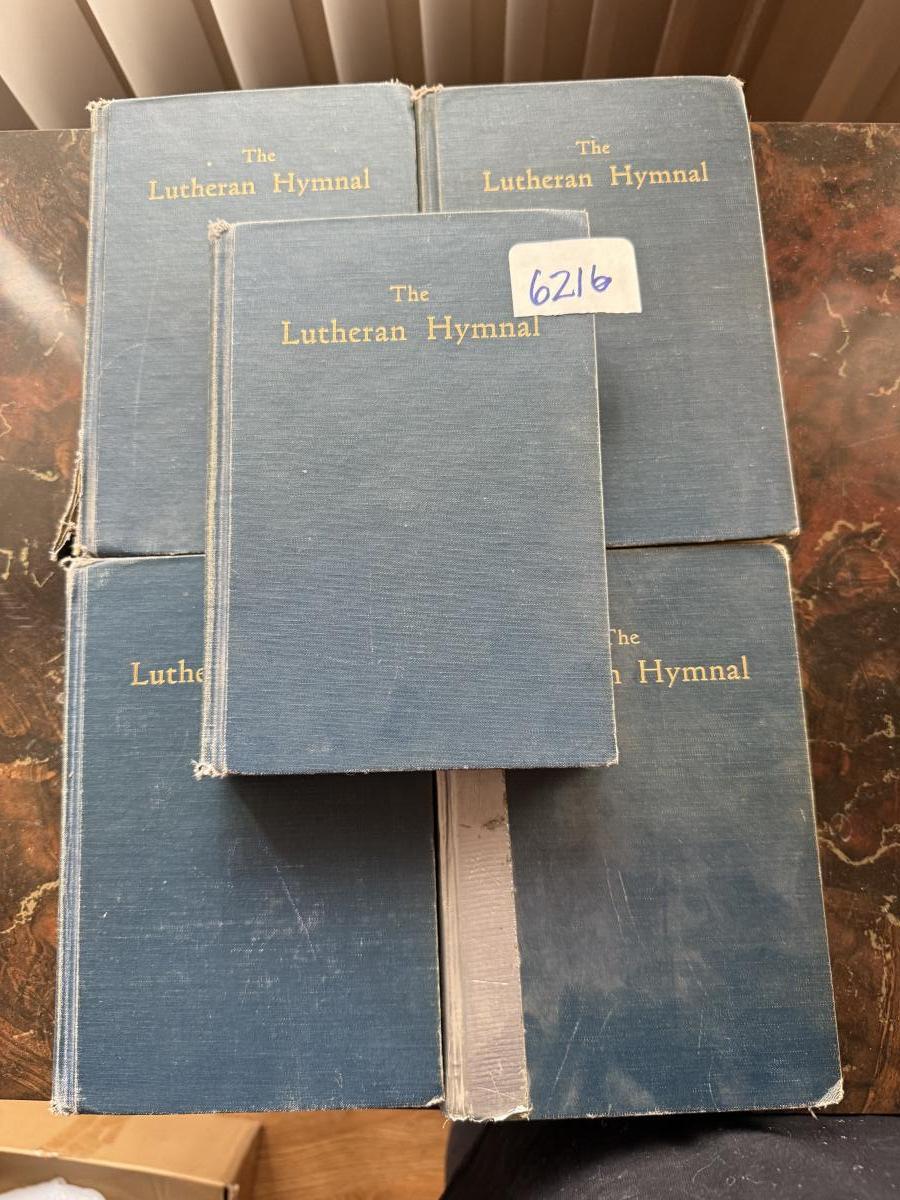 The
Lutheran Hymnal
The
Lutheran Hymnal
The
Lutheran Hymnal
6216
Luthe
The
n Hymnal